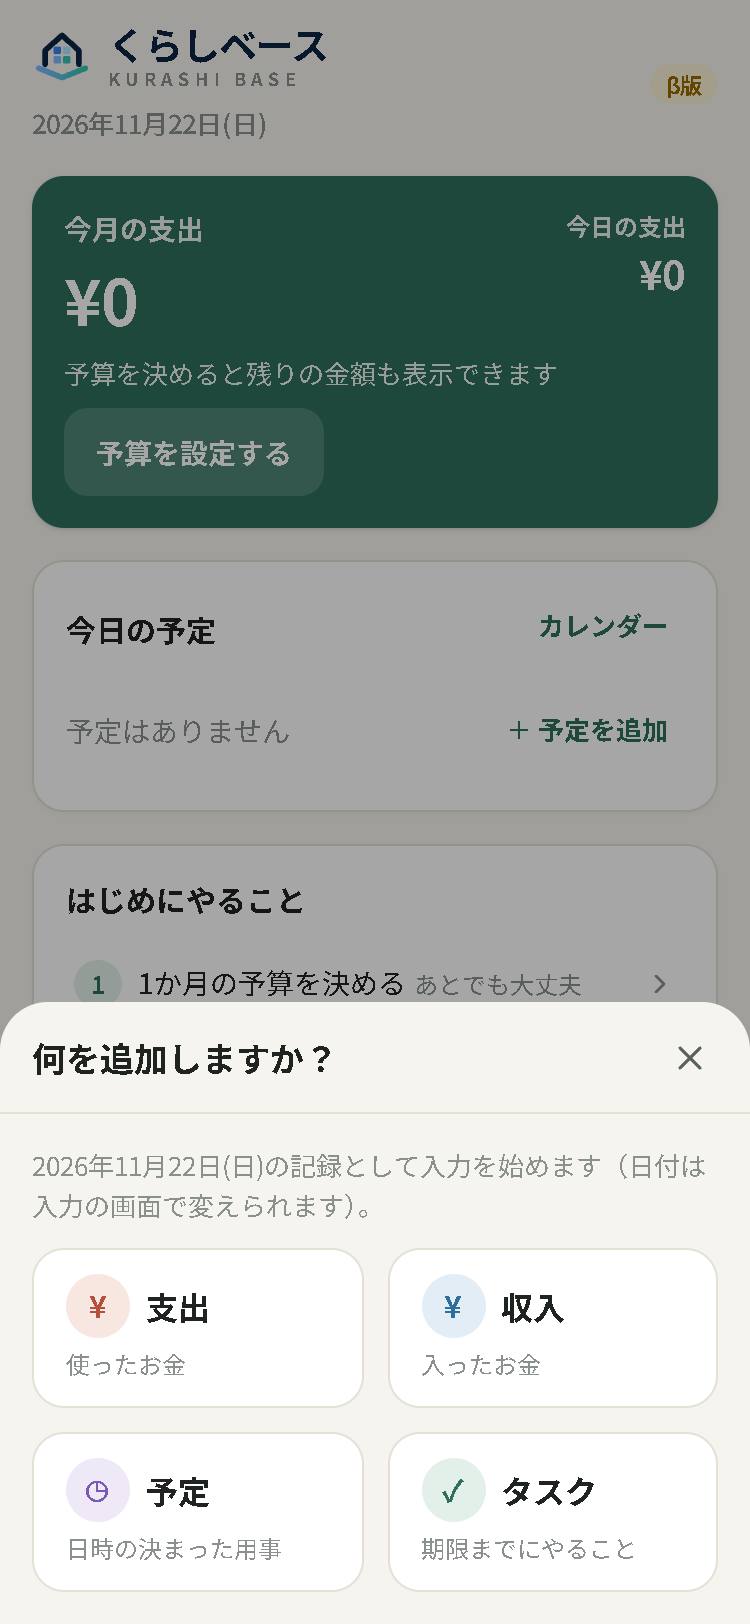 くらしベース
KURASHI BASE
β版
2026年11月22日(日)
今月の支出
今日の支出
¥0
¥0
予算を決めると残りの金額も表示できます
予算を設定する
今日の予定
カレンダー
予定はありません
＋ 予定を追加
はじめにやること
1 1か月の予算を決める あとでも大丈夫
何を追加しますか？
2026年11月22日(日)の記録として入力を始めます（日付は
入力の画面で変えられます）。
¥ 支出
使ったお金
¥ 収入
入ったお金
予定
日時の決まった用事
✓ タスク
期限までにやること